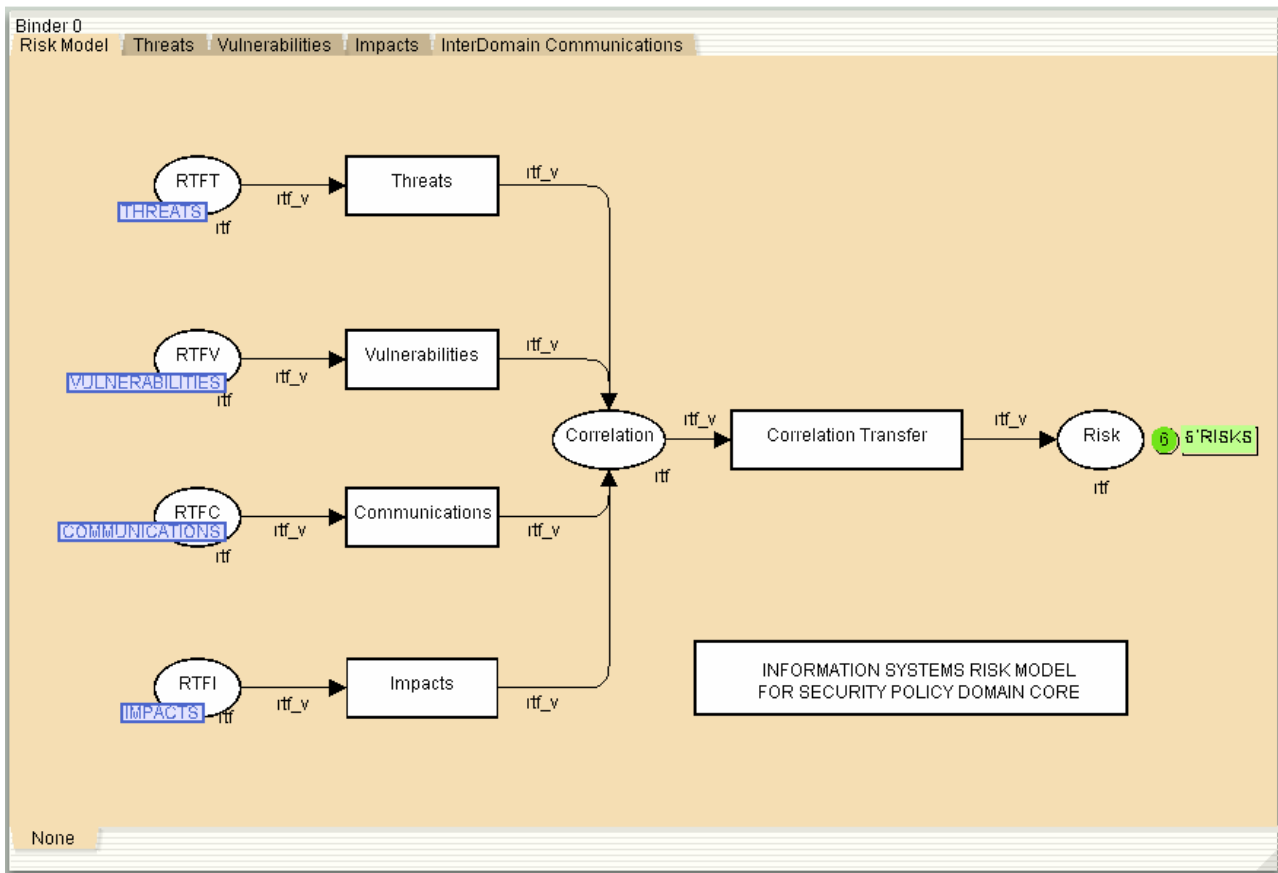 Binder 0
Risk Model Threats Vulnerabilities Impacts InterDomain Communications
RTFT
THREATS
rtf
rtf_v
Threats
rtf_v
RTFV
VULNERABILITIES
rtf
rtf_v
Vulnerabilities
rtf_v
Correlation
rtf
rtf_v
Correlation Transfer
rtf_v
Risk
rtf
6
6`RISKS
RTFC
COMMUNICATIONS
rtf
rtf_v
Communications
rtf_v
RTFI
IMPACTS
rtf
rtf_v
Impacts
rtf_v
INFORMATION SYSTEMS RISK MODEL
FOR SECURITY POLICY DOMAIN CORE
None